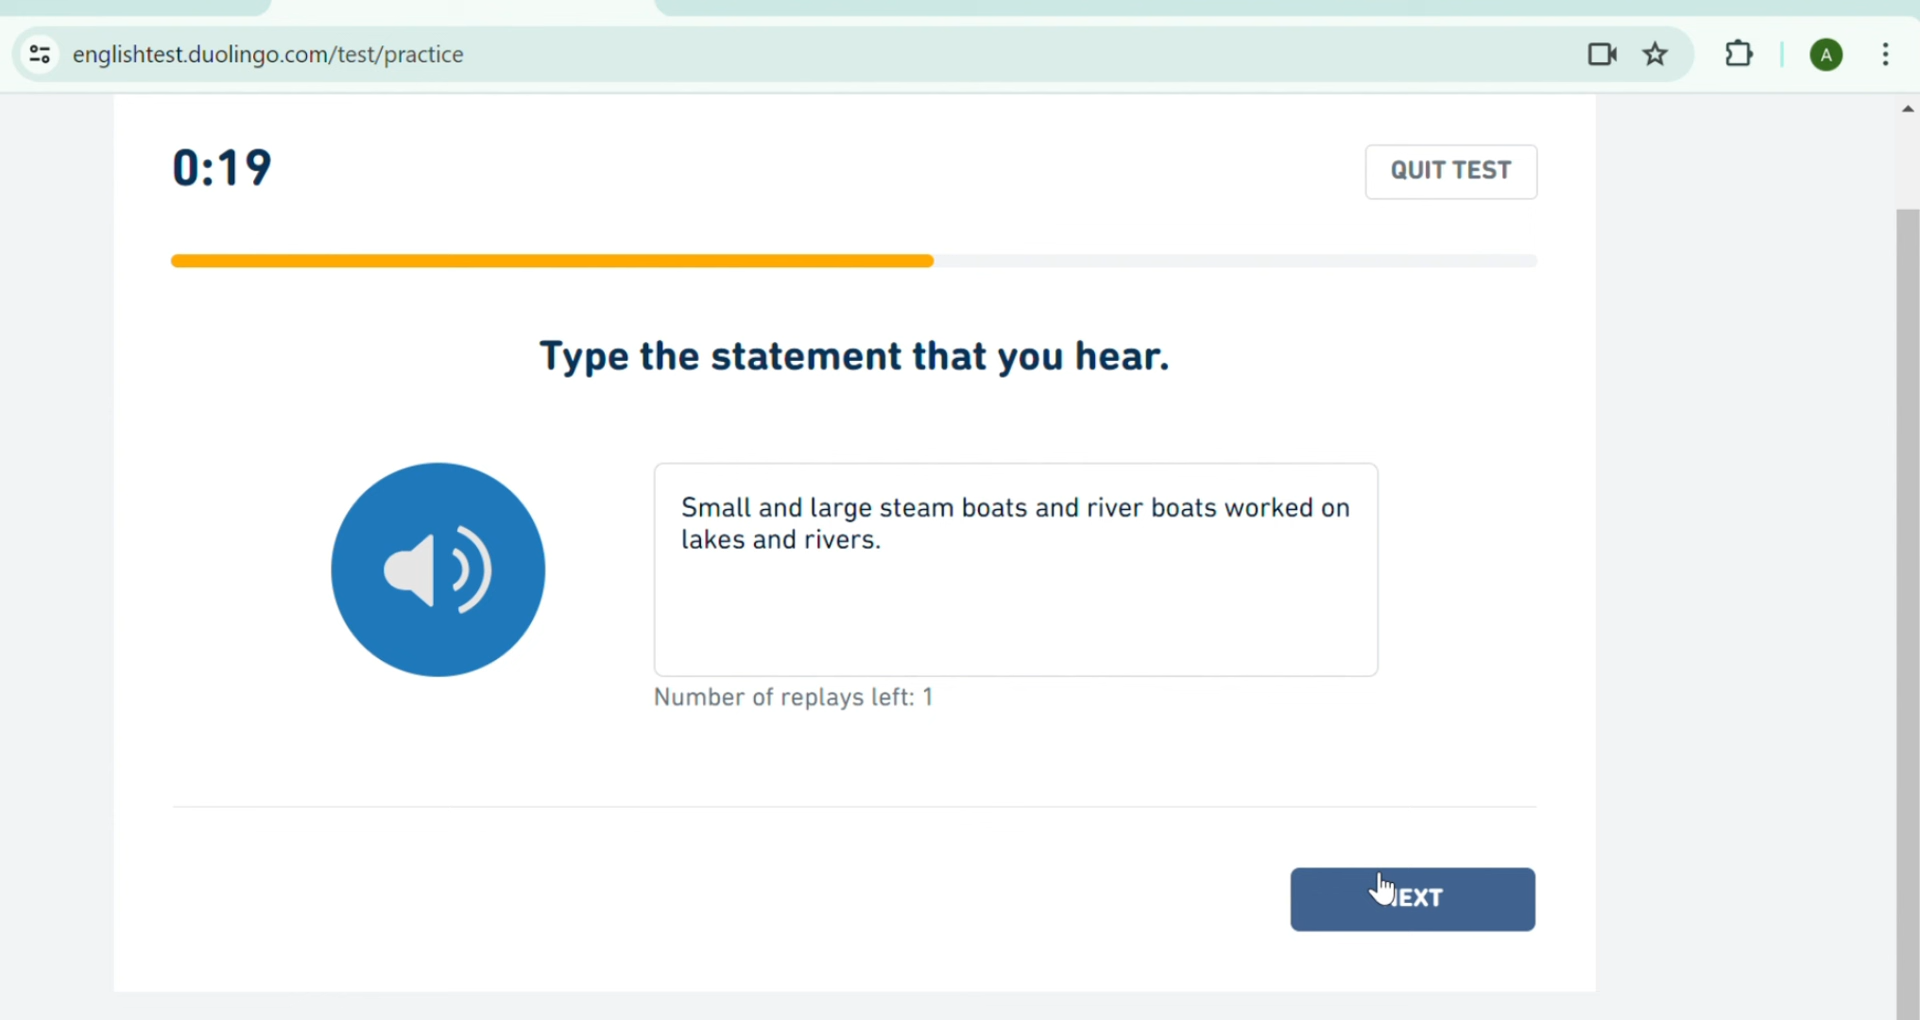 englishtest.duolingo.com/test/practice
A
0:19
QUIT TEST
Type the statement that you hear.
Small and large steam boats and river boats worked on
lakes and rivers.
Number of replays left: 1
NEXT